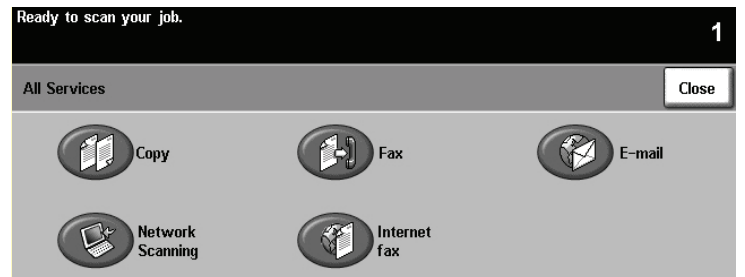 Ready to scan your job.
1
All Services
Close
Copy
Fax
E-mail
Network
Scanning
Internet
fax